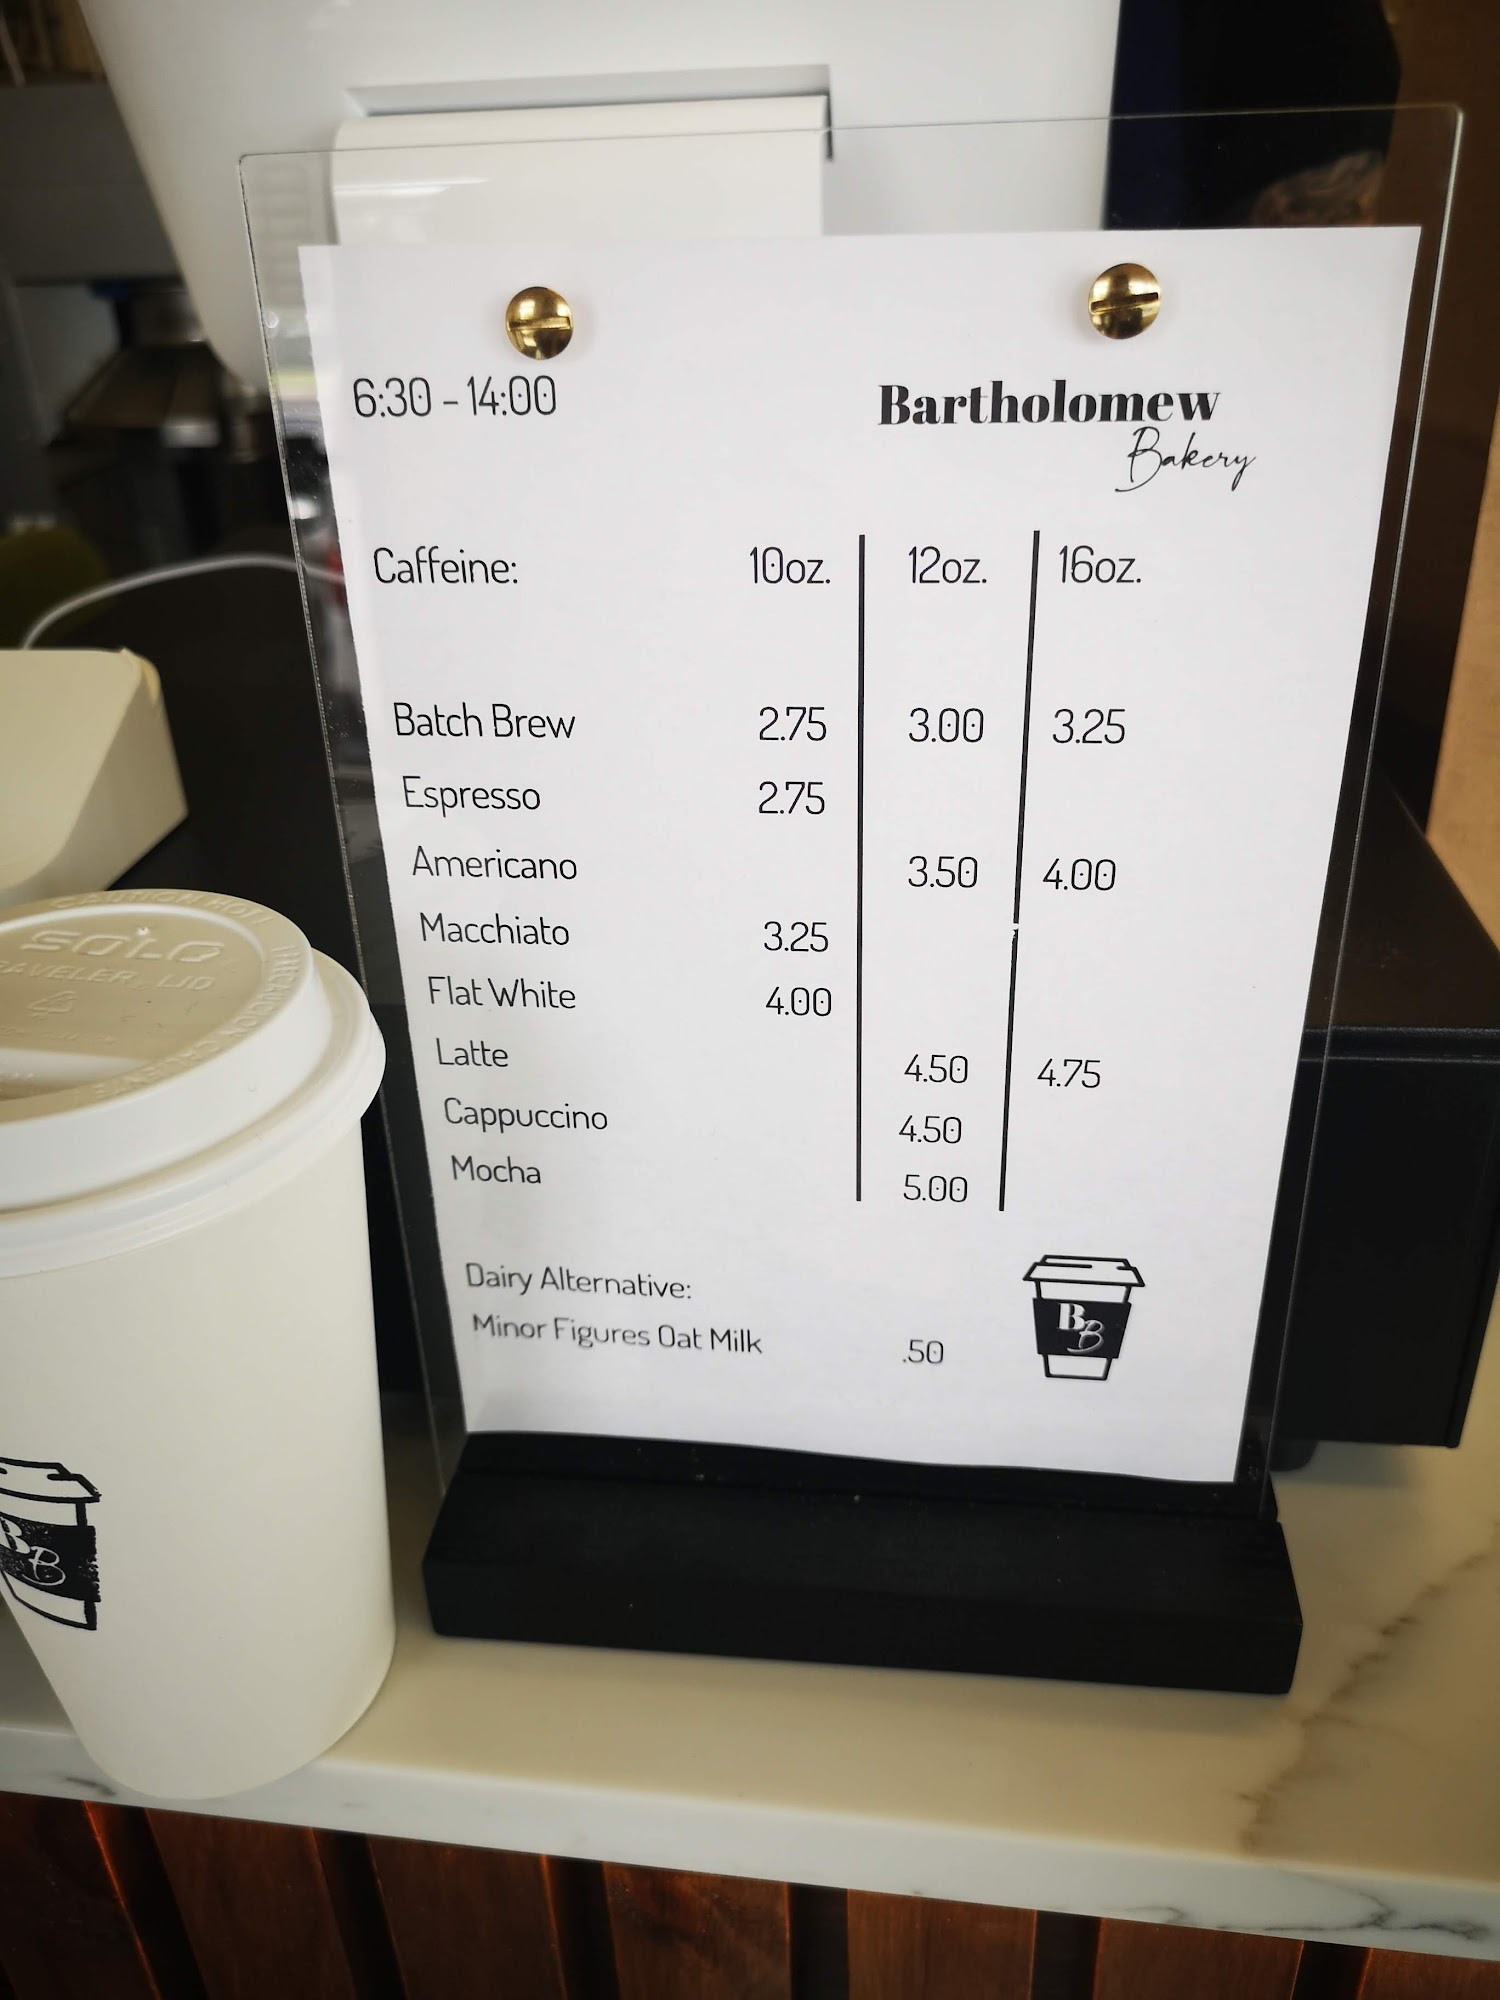 6:30 - 14:00
Bartholomew
Bakery
Caffeine: 10oz. 12oz. 16oz.
Batch Brew 2.75 3.00 3.25
Espresso 2.75
Americano 3.50 4.00
Macchiato 3.25
Flat White 4.00
Latte 4.50 4.75
Cappuccino 4.50
Mocha 5.00
Dairy Alternative:
Minor Figures Oat Milk .50
BB
SOLO
TRAVELER LID
BB